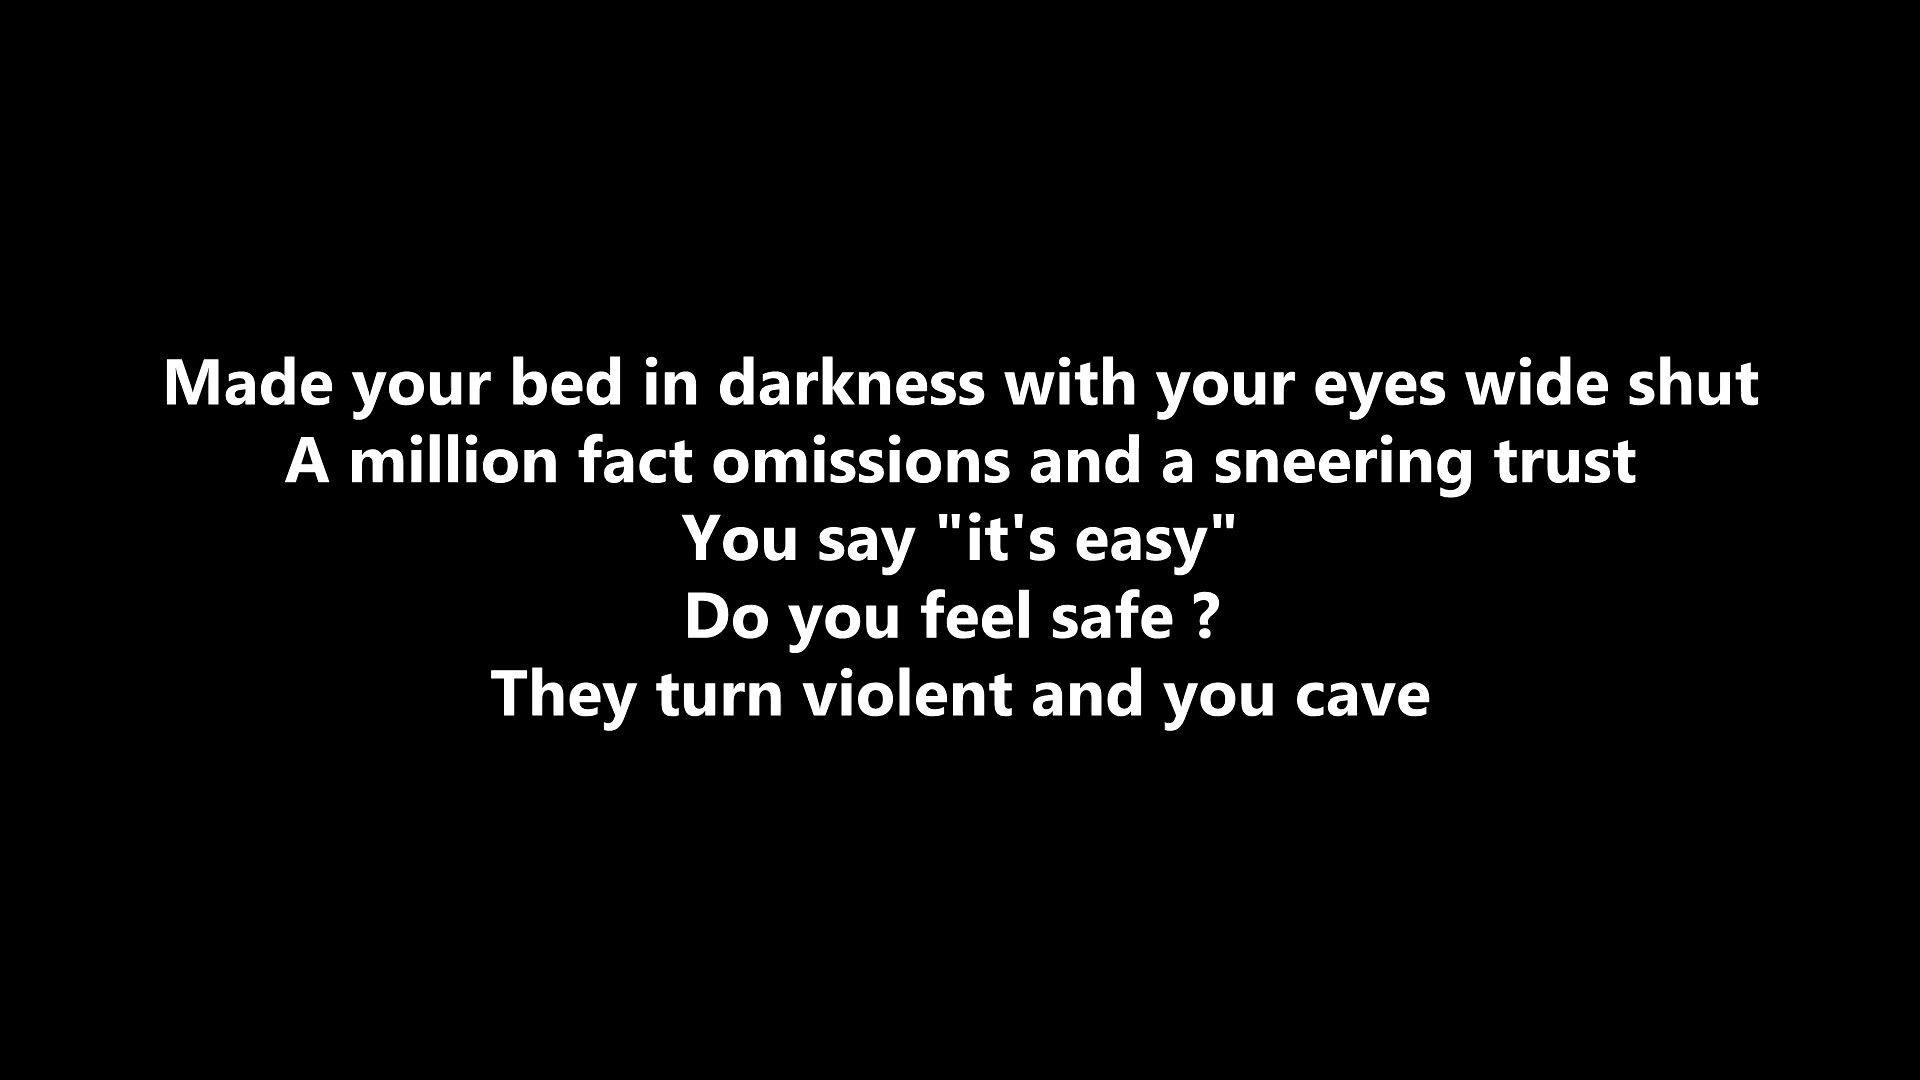 Made your bed in darkness with your eyes wide shut
A million fact omissions and a sneering trust
You say "it's easy"
Do you feel safe ?
They turn violent and you cave